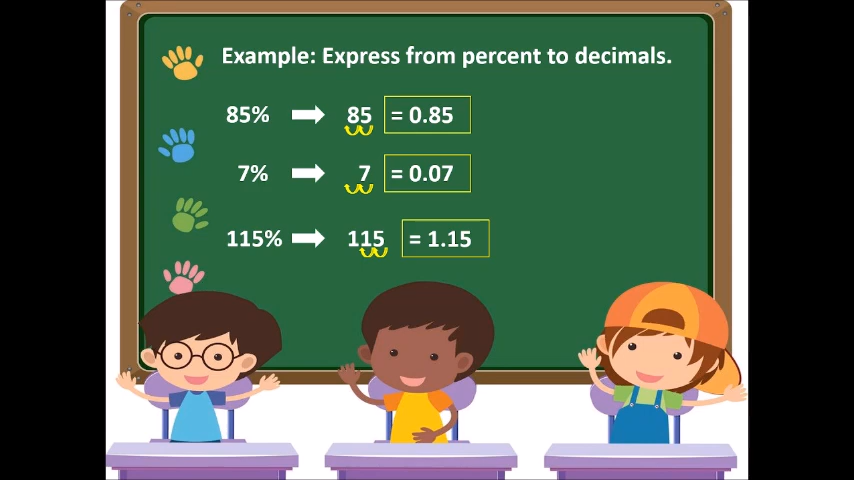 Example: Express from percent to decimals.
85% 85 = 0.85
7% 7 = 0.07
115% 115 = 1.15